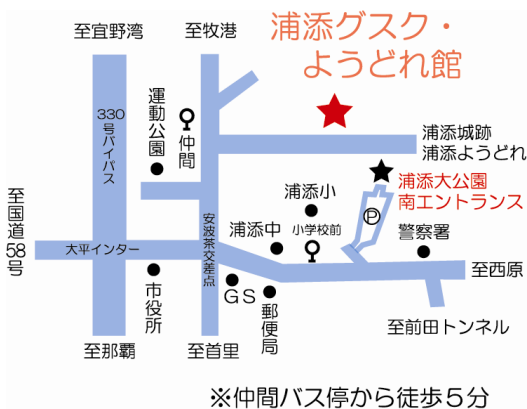 浦添グスク・
ようどれ館
至宜野湾
至牧港
330号バイパス
運動公園
仲間
浦添城跡
浦添ようどれ
浦添大公園
南エントランス
至国道58号
浦添小
小学校前
P
浦添中
警察署
大平インター
安波茶交差点
至西原
市役所
GS
郵便局
至前田トンネル
至那覇
至首里
※仲間バス停から徒歩5分